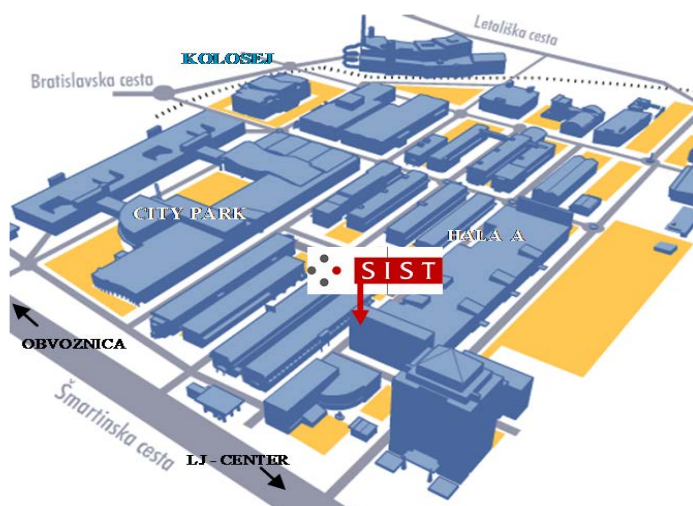 Letališka cesta
KOLOSEJ
Bratislavska cesta
CITY PARK
HALA A
SIST
OBVOZNICA
Šmartinska cesta
LJ - CENTER